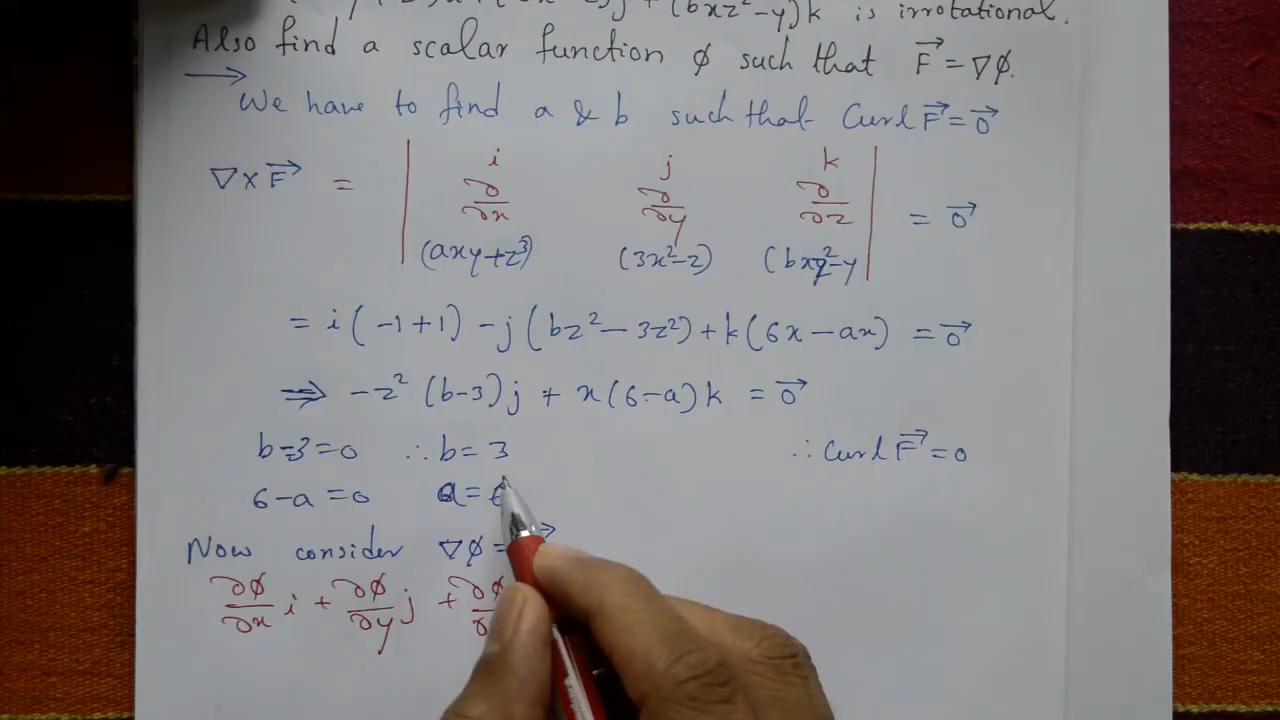 + (bxz²-y)k is irrotational.
Also find a scalar function ϕ such that F⃗ = ∇ϕ.
→ We have to find a & b such that Curl F⃗ = 0⃗
∇×F⃗ = | i j k |
∂/∂x ∂/∂y ∂/∂z = 0⃗
(axy+z³) (3x²-z) (bxz²-y
= i(-1+1) - j(bz²-3z²) + k(6x-ax) = 0⃗
⇒ -z²(b-3)j + x(6-a)k = 0⃗
b-3=0 ∴ b=3 ∴ Curl F⃗ = 0
6-a=0 a=6
Now consider ∇ϕ =
∂ϕ/∂x i + ∂ϕ/∂y j + ∂ϕ